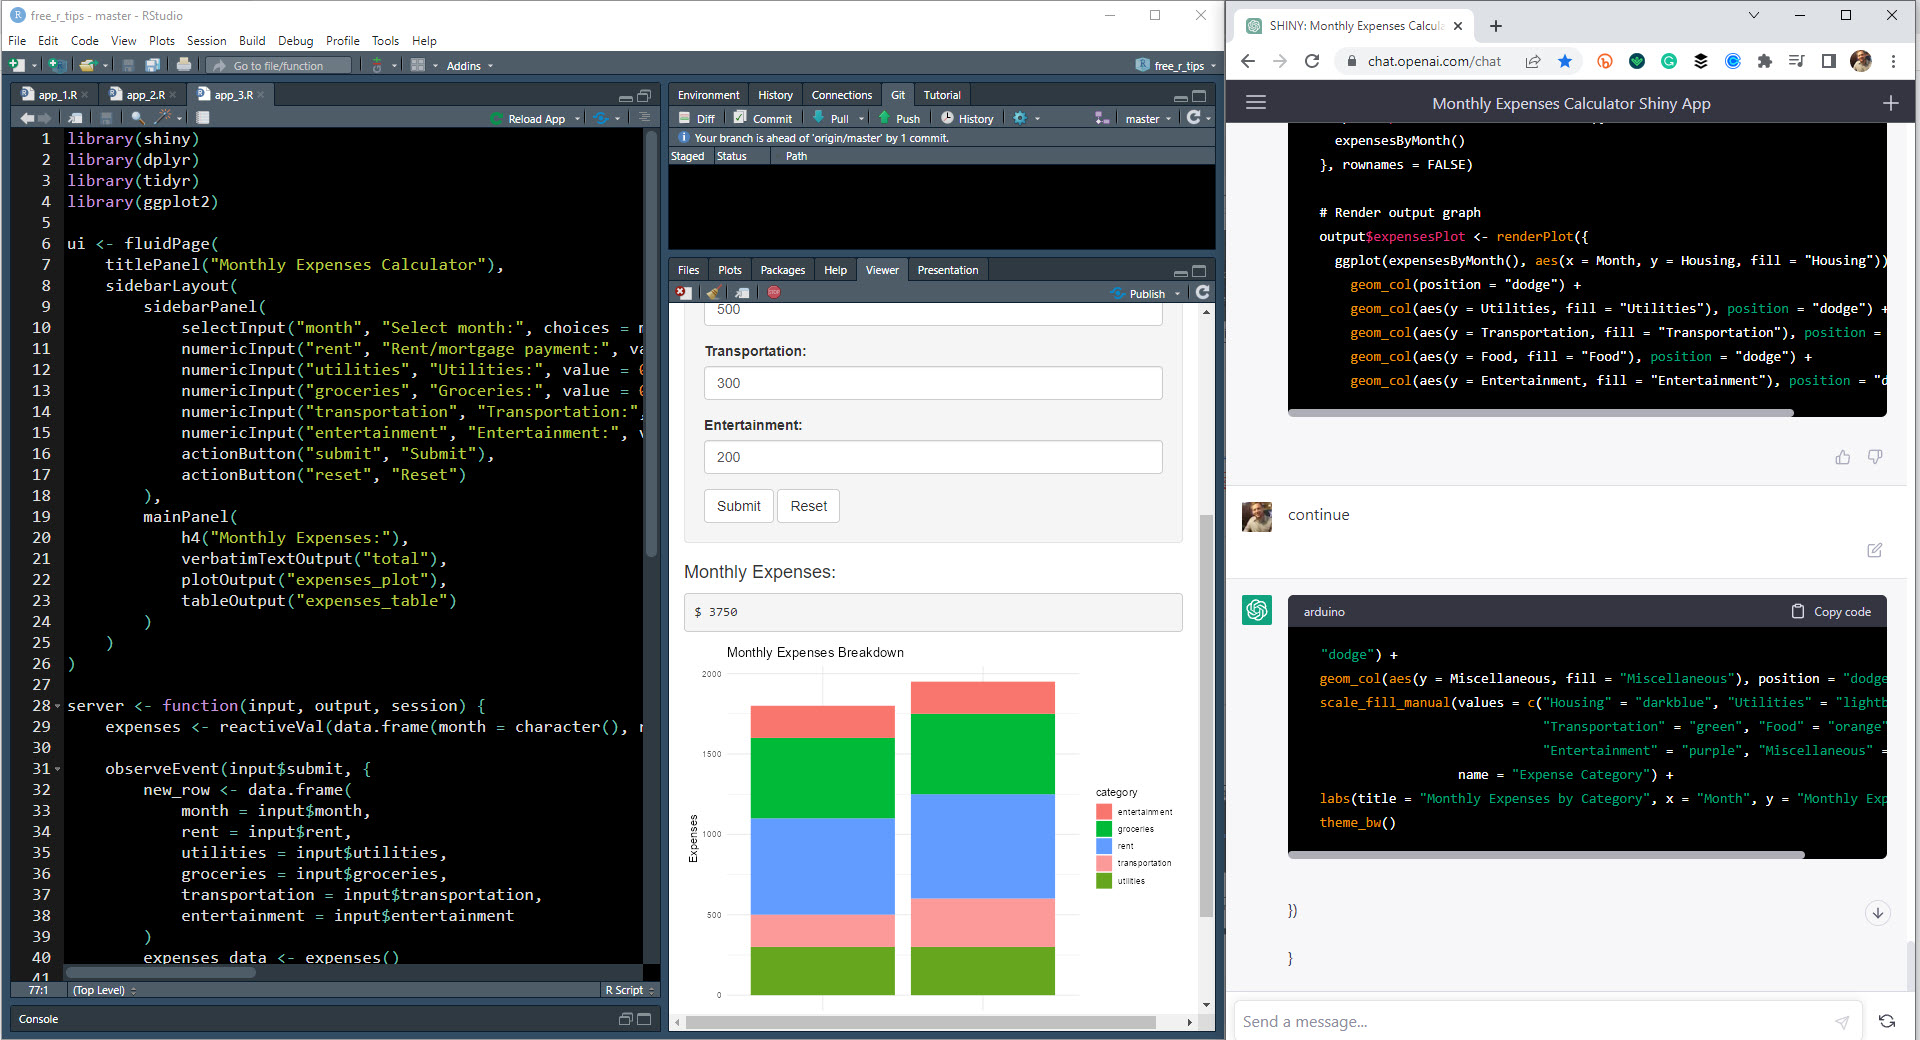 free_r_tips - master - RStudio
File Edit Code View Plots Session Build Debug Profile Tools Help
Go to file/function
Addins
free_r_tips
app_1.R
app_2.R
app_3.R
Reload App
1 library(shiny)
2 library(dplyr)
3 library(tidyr)
4 library(ggplot2)
5
6 ui <- fluidPage(
7 titlePanel("Monthly Expenses Calculator"),
8 sidebarLayout(
9 sidebarPanel(
10 selectInput("month", "Select month:", choices =
11 numericInput("rent", "Rent/mortgage payment:",
12 numericInput("utilities", "Utilities:", value =
13 numericInput("groceries", "Groceries:", value =
14 numericInput("transportation", "Transportation:"
15 numericInput("entertainment", "Entertainment:",
16 actionButton("submit", "Submit"),
17 actionButton("reset", "Reset")
18 ),
19 mainPanel(
20 h4("Monthly Expenses:"),
21 verbatimTextOutput("total"),
22 plotOutput("expenses_plot"),
23 tableOutput("expenses_table")
24 )
25 )
26 )
27
28 server <- function(input, output, session) {
29 expenses <- reactiveVal(data.frame(month = character(),
30
31 observeEvent(input$submit, {
32 new_row <- data.frame(
33 month = input$month,
34 rent = input$rent,
35 utilities = input$utilities,
36 groceries = input$groceries,
37 transportation = input$transportation,
38 entertainment = input$entertainment
39 )
40 expenses_data <- expenses()
41
77:1 (Top Level) R Script
Console
Environment History Connections Git Tutorial
Diff Commit Pull Push History master
Your branch is ahead of 'origin/master' by 1 commit.
Staged Status Path
Files Plots Packages Help Viewer Presentation
Publish
500
Transportation:
300
Entertainment:
200
Submit Reset
Monthly Expenses:
$ 3750
Monthly Expenses Breakdown
2000
1500
1000
500
0
Expenses
category
entertainment
groceries
rent
transportation
utilities
SHINY: Monthly Expenses Calcula
chat.openai.com/chat
Monthly Expenses Calculator Shiny App
expensesByMonth()
}, rownames = FALSE)
# Render output graph
output$expensesPlot <- renderPlot({
ggplot(expensesByMonth(), aes(x = Month, y = Housing, fill = "Housing"))
geom_col(position = "dodge") +
geom_col(aes(y = Utilities, fill = "Utilities"), position = "dodge") +
geom_col(aes(y = Transportation, fill = "Transportation"), position =
geom_col(aes(y = Food, fill = "Food"), position = "dodge") +
geom_col(aes(y = Entertainment, fill = "Entertainment"), position = "d
continue
arduino Copy code
"dodge") +
geom_col(aes(y = Miscellaneous, fill = "Miscellaneous"), position = "dodge
scale_fill_manual(values = c("Housing" = "darkblue", "Utilities" = "lightb
"Transportation" = "green", "Food" = "orange"
"Entertainment" = "purple", "Miscellaneous" =
name = "Expense Category") +
labs(title = "Monthly Expenses by Category", x = "Month", y = "Monthly Exp
theme_bw()
})
}
Send a message...